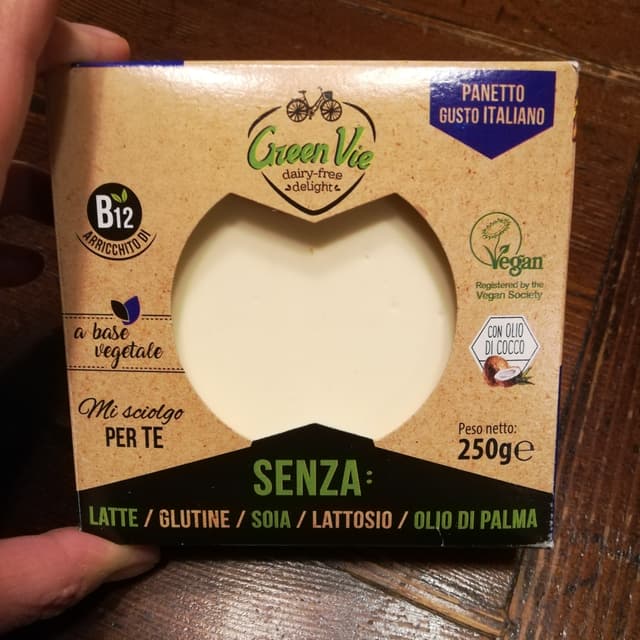 PANETTO
GUSTO ITALIANO
Green Vie
dairy-free
delight
B12
ARRICCHITO DI
Vegan
Registered by the
Vegan Society
a base
vegetale
CON OLIO
DI COCCO
Mi sciolgo
PER TE
Peso netto:
250g℮
SENZA:
LATTE / GLUTINE / SOIA / LATTOSIO / OLIO DI PALMA